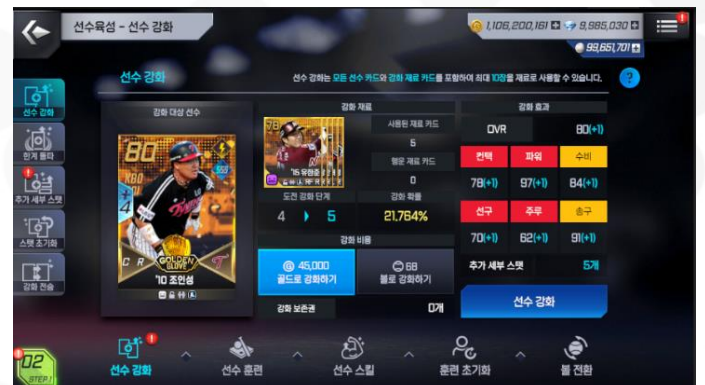 선수육성 - 선수 강화
1,106,200,161
9,985,030
99,651,701
선수 강화
선수 강화는 모든 선수 카드와 강화 재료 카드를 포함하여 최대 10장을 재료로 사용할 수 있습니다.
?
선수 강화
한계 돌파
추가 세부 스탯
스탯 초기화
강화 전송
강화 대상 선수
80
+4
C R
GOLDEN
GLOVE
'10 조인성
강화 재료
78
'15 유한준
사용된 재료 카드
5
행운 재료 카드
0
도전 강화 단계
4 5
강화 확률
21.764%
강화 비용
45,000
골드로 강화하기
68
볼로 강화하기
강화 보존권 0개
강화 효과
OVR 80(+1)
컨택 파워 수비
78(+1) 97(+1) 84(+1)
선구 주루 송구
70(+1) 62(+1) 91(+1)
추가 세부 스탯 5개
선수 강화
02
STEP.1
선수 강화
선수 훈련
선수 스킬
훈련 초기화
볼 전환